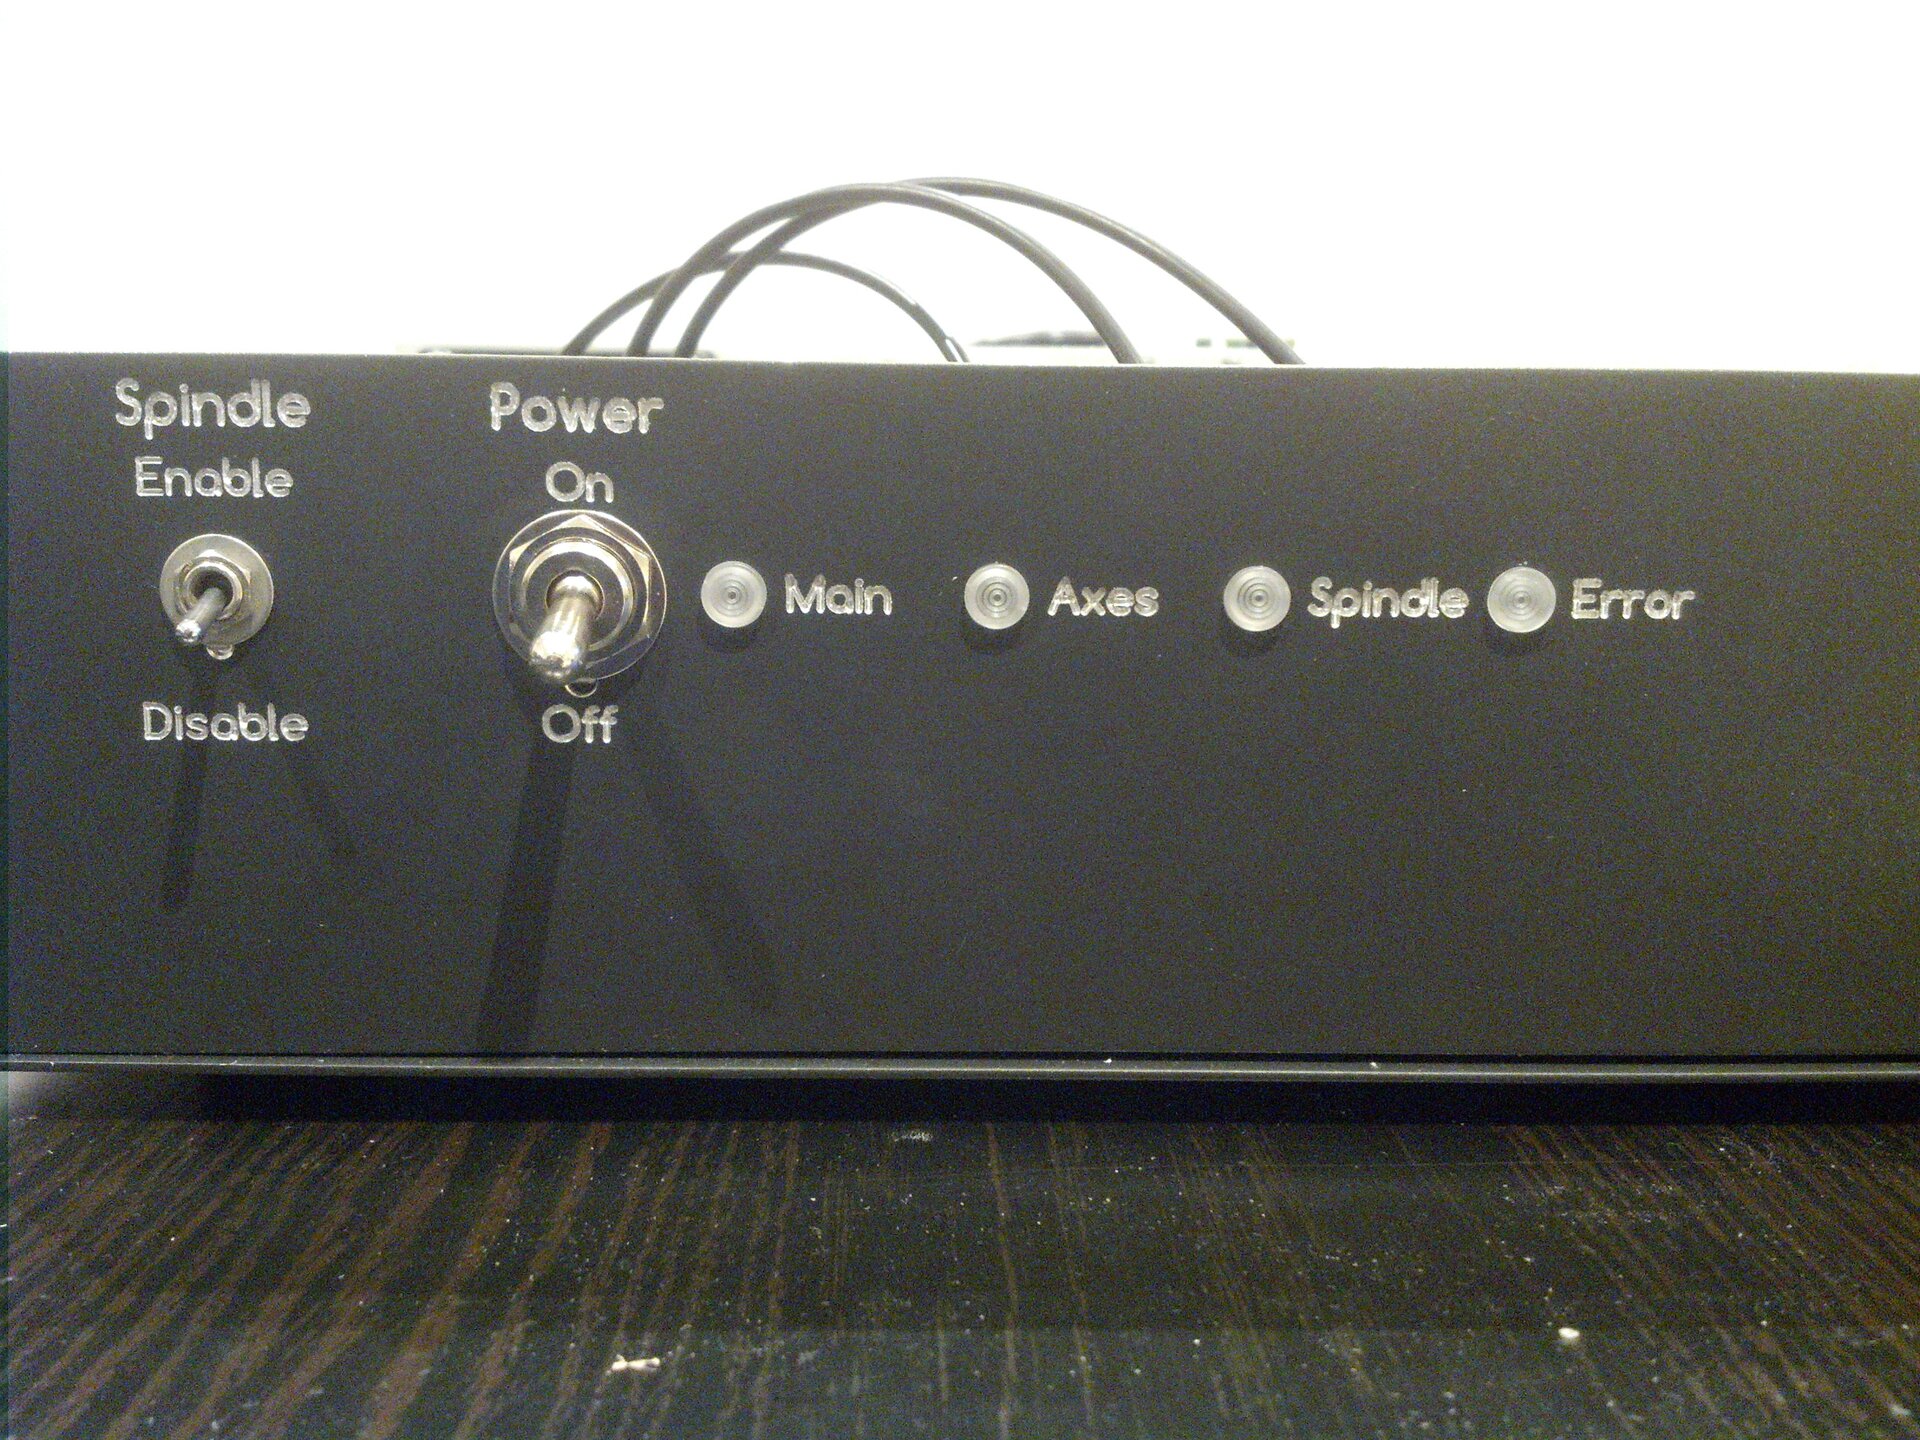 Spindle
Enable
Disable
Power
On
Off
Main
Axes
Spindle
Error